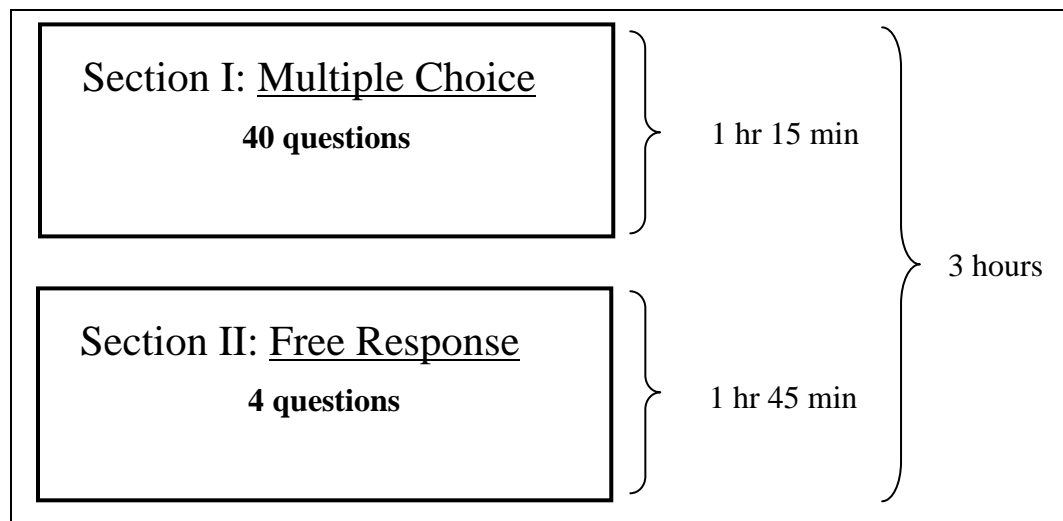 Section I: Multiple Choice
40 questions
1 hr 15 min
3 hours
Section II: Free Response
4 questions
1 hr 45 min